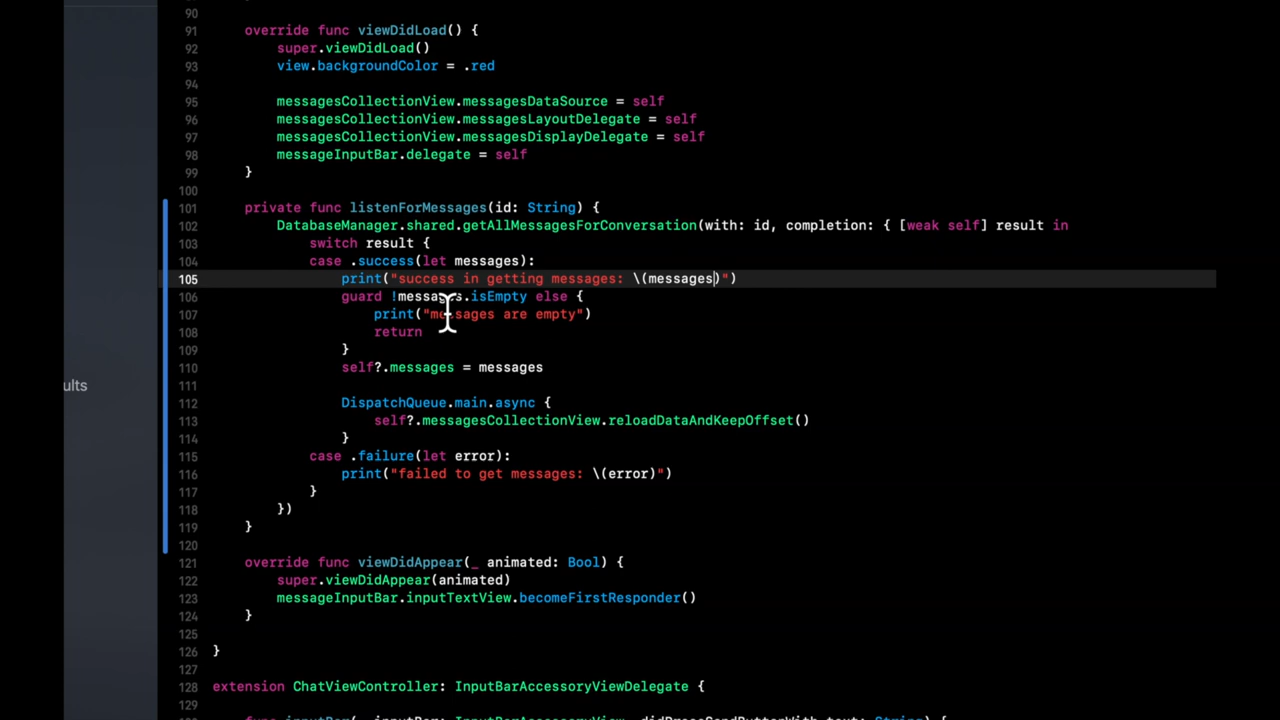 90
91 override func viewDidLoad() {
92 super.viewDidLoad()
93 view.backgroundColor = .red
94
95 messagesCollectionView.messagesDataSource = self
96 messagesCollectionView.messagesLayoutDelegate = self
97 messagesCollectionView.messagesDisplayDelegate = self
98 messageInputBar.delegate = self
99 }
100
101 private func listenForMessages(id: String) {
102 DatabaseManager.shared.getAllMessagesForConversation(with: id, completion: { [weak self] result in
103 switch result {
104 case .success(let messages):
105 print("success in getting messages: \(messages)")
106 guard !messages.isEmpty else {
107 print("messages are empty")
108 return
109 }
ults
110 self?.messages = messages
111
112 DispatchQueue.main.async {
113 self?.messagesCollectionView.reloadDataAndKeepOffset()
114 }
115 case .failure(let error):
116 print("failed to get messages: \(error)")
117 }
118 })
119 }
120
121 override func viewDidAppear(_ animated: Bool) {
122 super.viewDidAppear(animated)
123 messageInputBar.inputTextView.becomeFirstResponder()
124 }
125
126 }
127
128 extension ChatViewController: InputBarAccessoryViewDelegate {
129